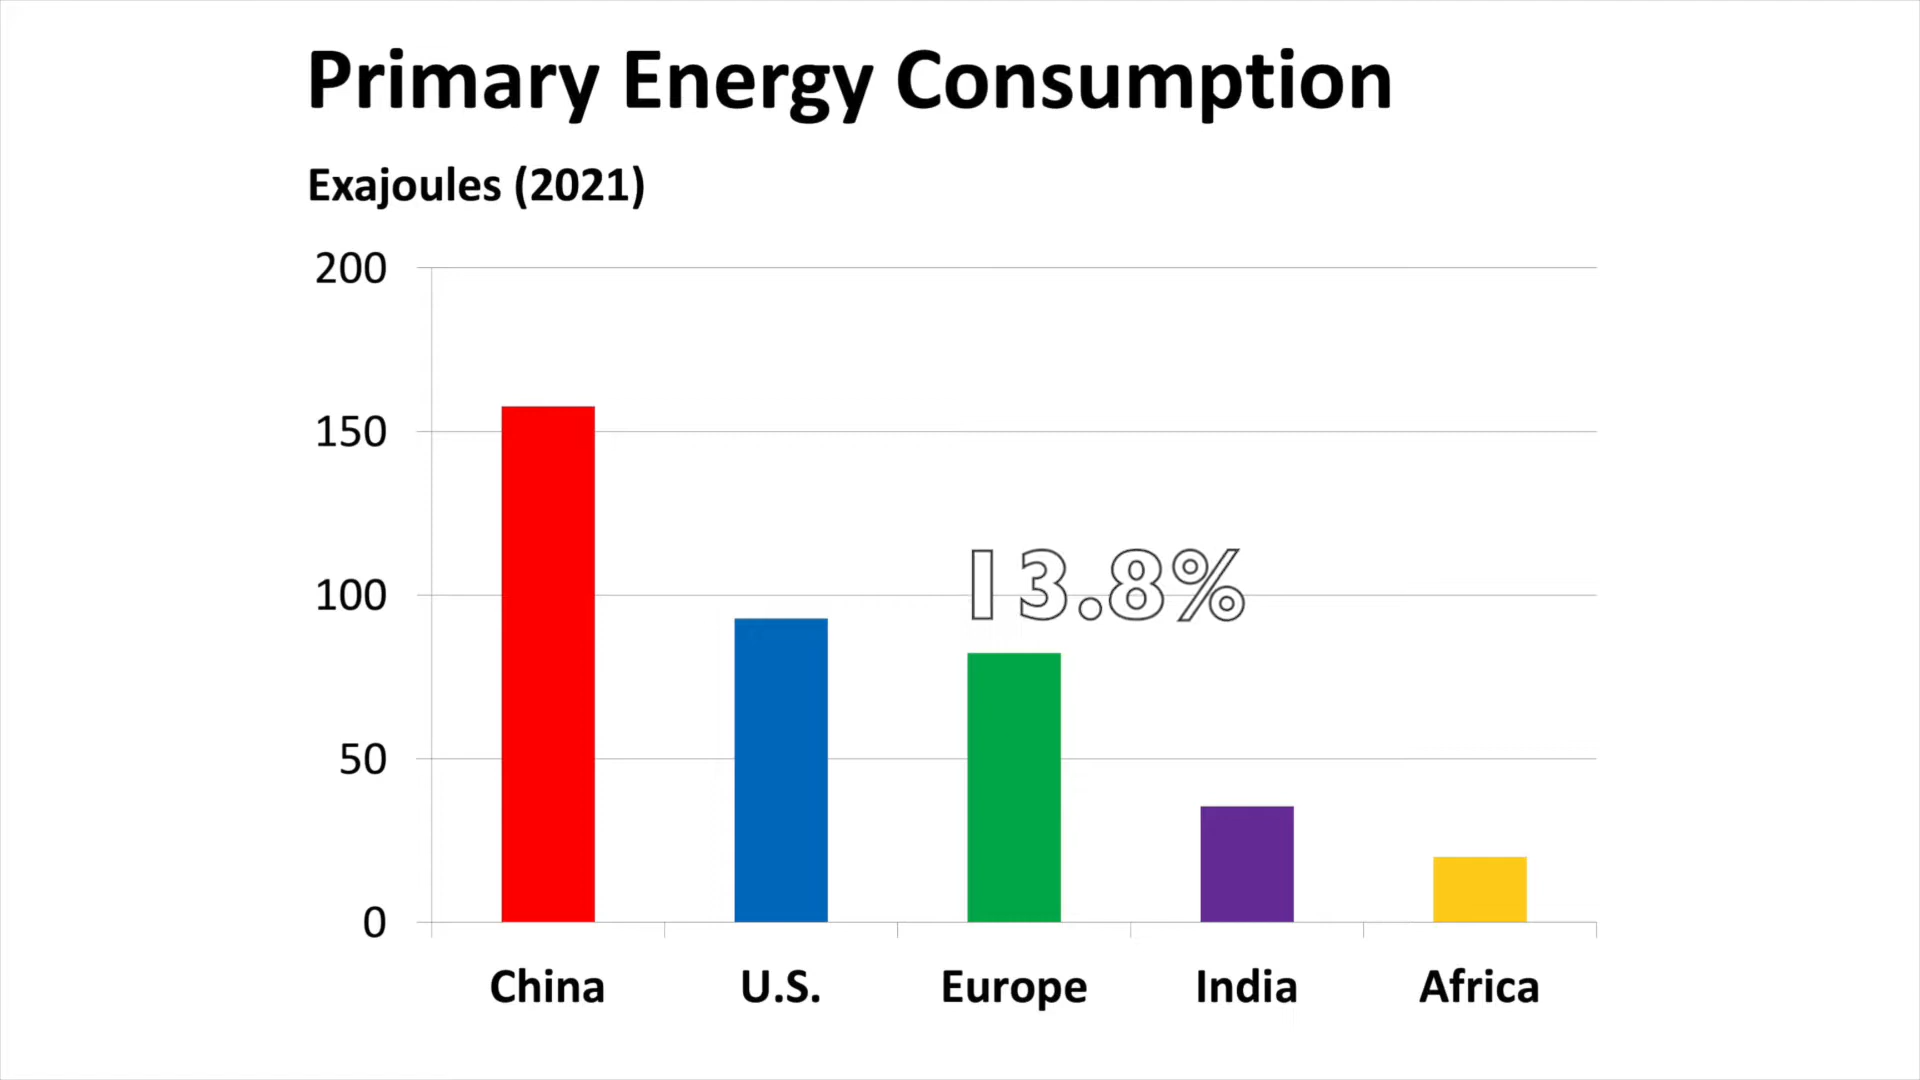 Primary Energy Consumption
Exajoules (2021)
200
150
13.8%
100
50
0
China U.S. Europe India Africa